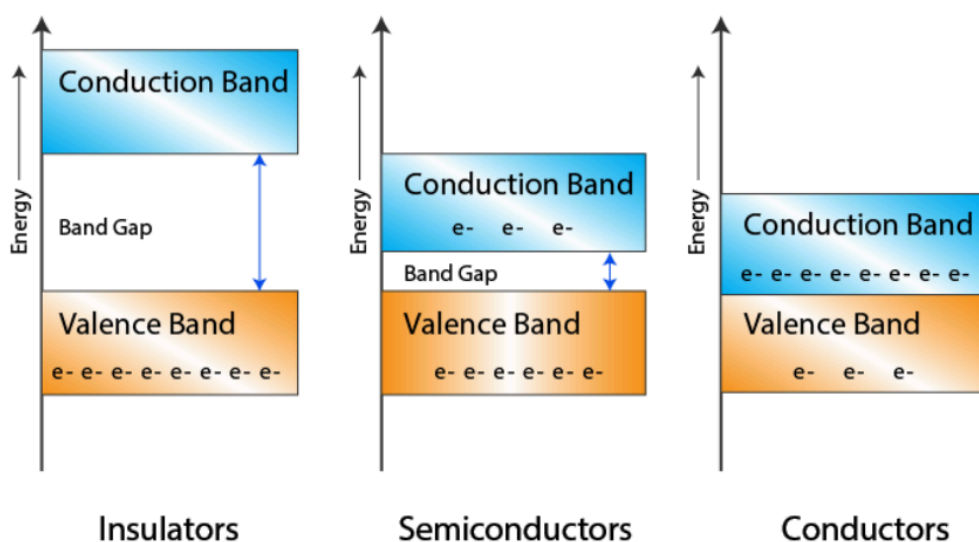 Energy
Conduction Band
Band Gap
Valence Band
e- e- e- e- e- e- e- e-
Insulators
Energy
Conduction Band
e- e- e-
Band Gap
Valence Band
e- e- e- e- e- e-
Semiconductors
Energy
Conduction Band
e- e- e- e- e- e- e- e-
Valence Band
e- e- e-
Conductors